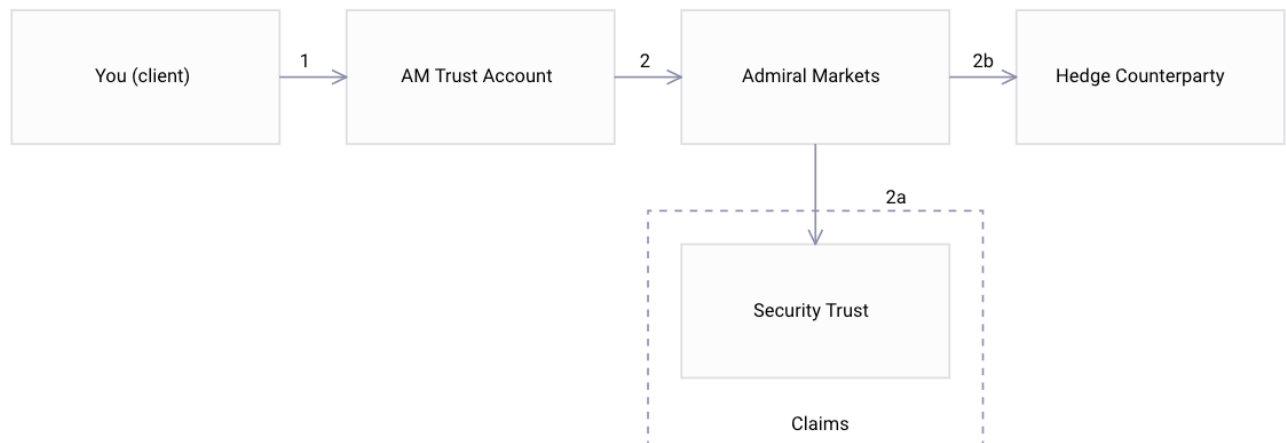 You (client)
1
AM Trust Account
2
Admiral Markets
2b
Hedge Counterparty
2a
Security Trust
Claims